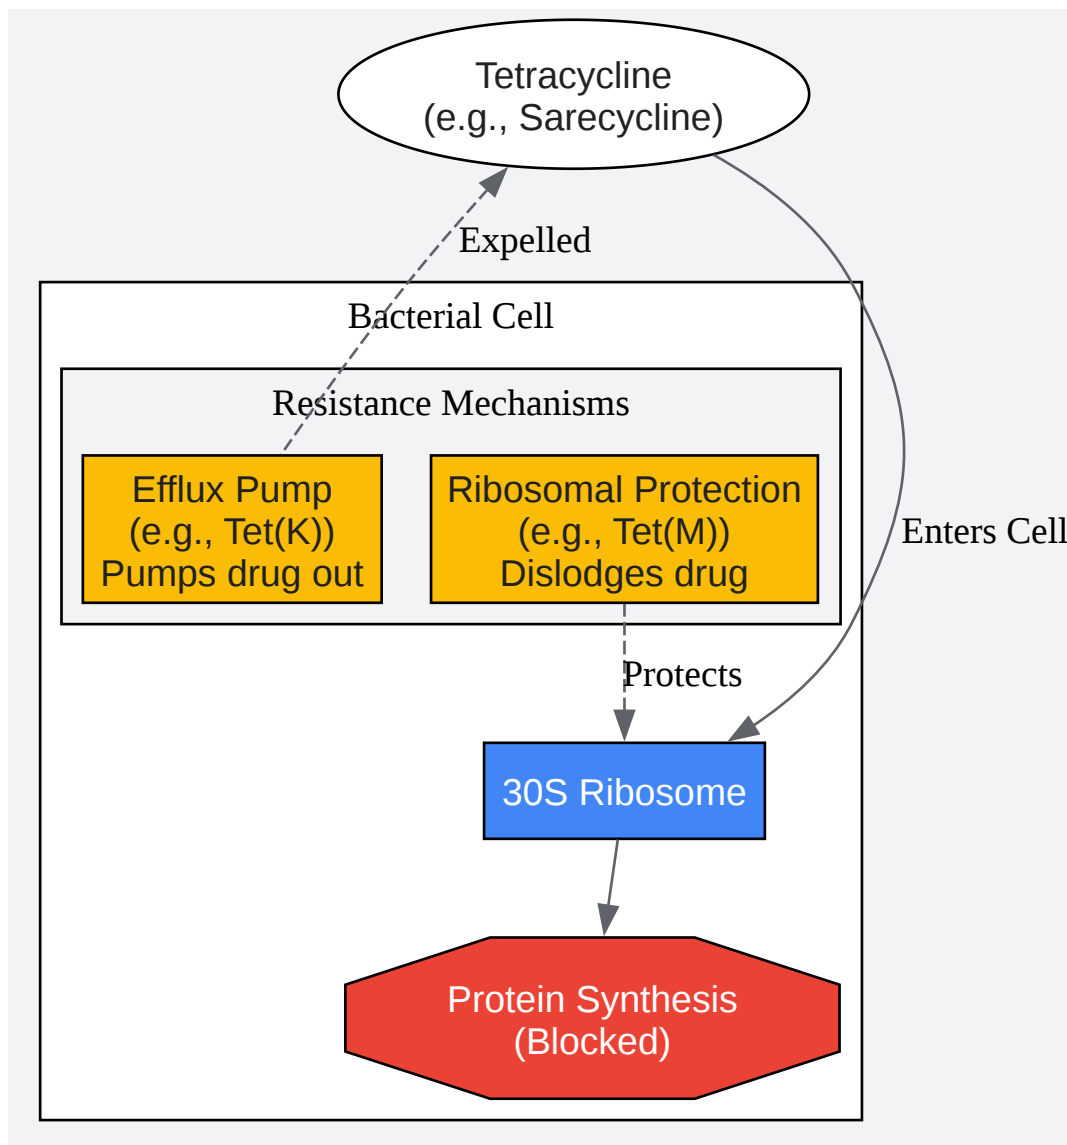 Tetracycline
(e.g., Sarecycline)
Expelled
Bacterial Cell
Resistance Mechanisms
Efflux Pump
(e.g., Tet(K))
Pumps drug out
Ribosomal Protection
(e.g., Tet(M))
Dislodges drug
Enters Cell
Protects
30S Ribosome
Protein Synthesis
(Blocked)